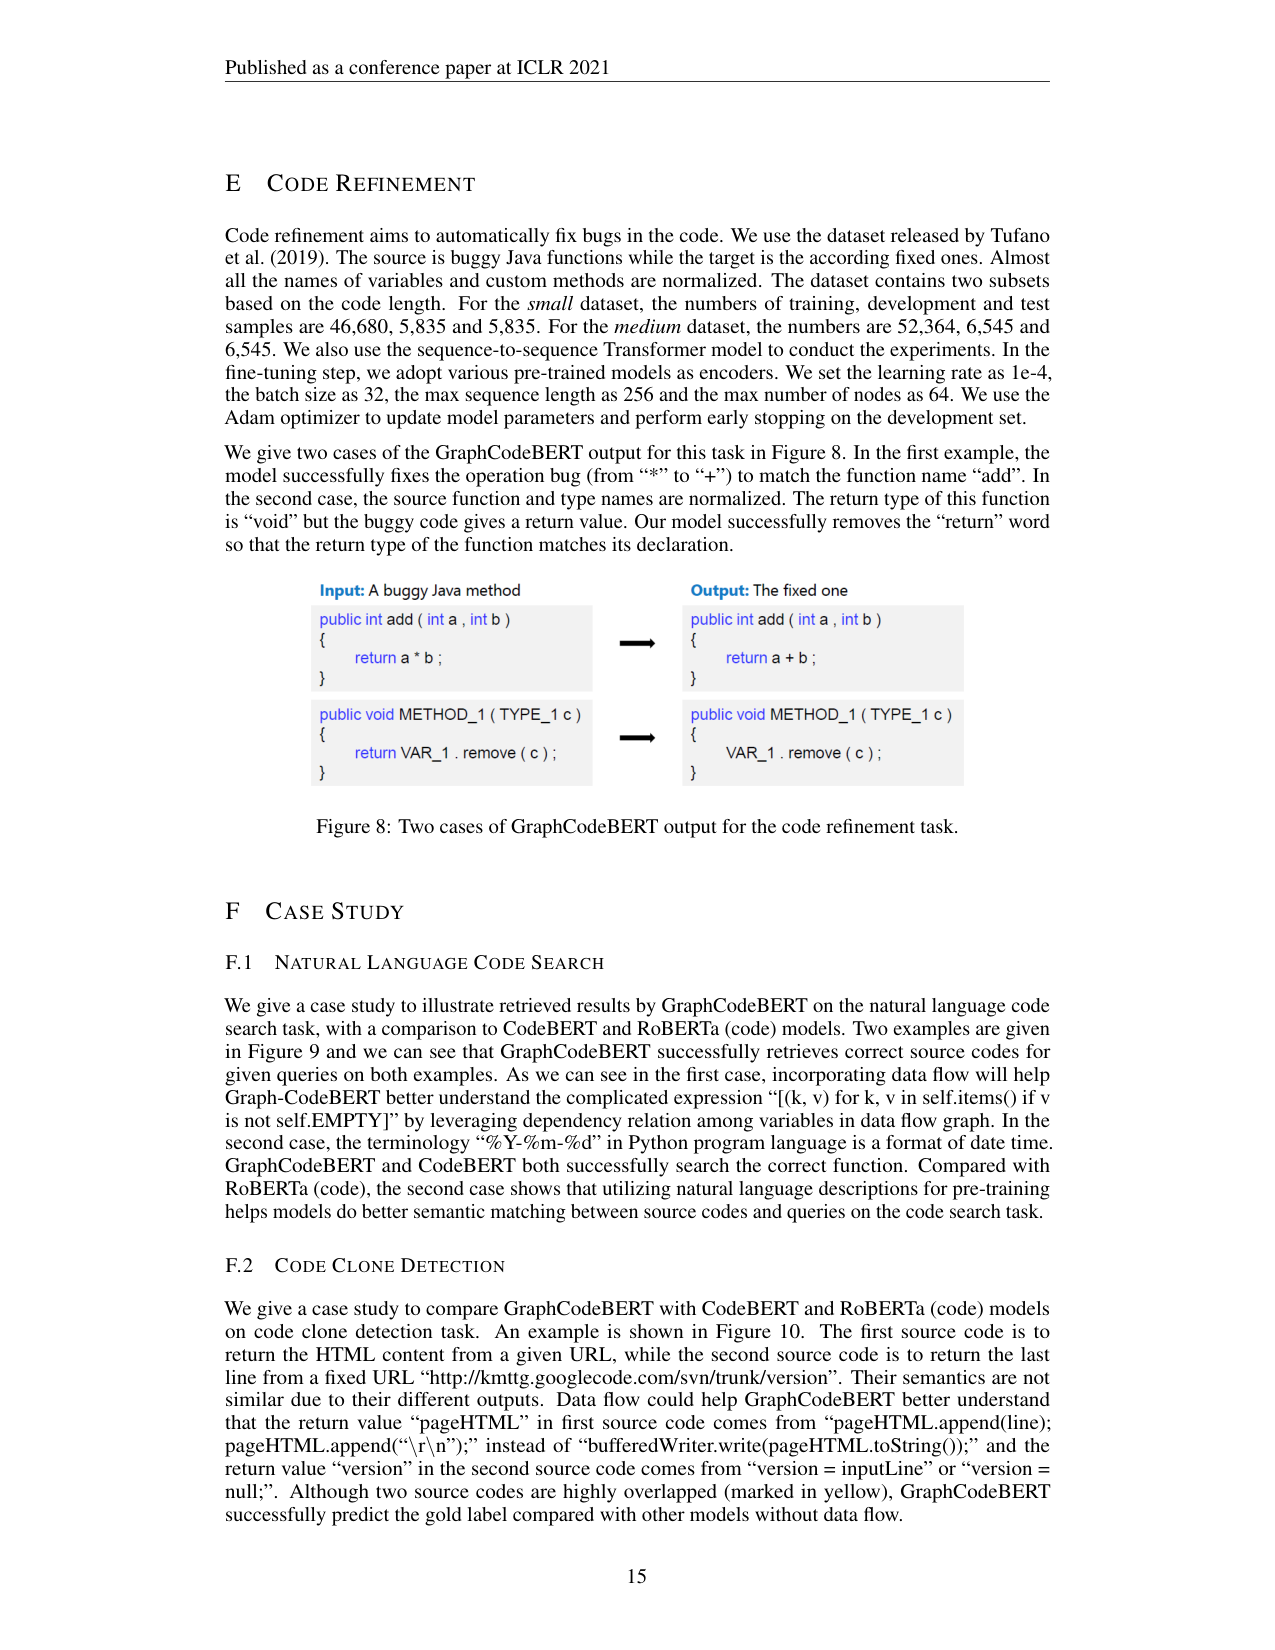 Published as a conference paper at ICLR 2021
E CODE REFINEMENT
Code refinement aims to automatically fix bugs in the code. We use the dataset released by Tufano
et al. (2019). The source is buggy Java functions while the target is the according fixed ones. Almost
all the names of variables and custom methods are normalized. The dataset contains two subsets
based on the code length. For the small dataset, the numbers of training, development and test
samples are 46,680, 5,835 and 5,835. For the medium dataset, the numbers are 52,364, 6,545 and
6,545. We also use the sequence-to-sequence Transformer model to conduct the experiments. In the
fine-tuning step, we adopt various pre-trained models as encoders. We set the learning rate as 1e-4,
the batch size as 32, the max sequence length as 256 and the max number of nodes as 64. We use the
Adam optimizer to update model parameters and perform early stopping on the development set.
We give two cases of the GraphCodeBERT output for this task in Figure 8. In the first example, the
model successfully fixes the operation bug (from “*” to “+”) to match the function name “add”. In
the second case, the source function and type names are normalized. The return type of this function
is “void” but the buggy code gives a return value. Our model successfully removes the “return” word
so that the return type of the function matches its declaration.
Input: A buggy Java method
public int add ( int a , int b )
{
return a * b ;
}
public void METHOD_1 ( TYPE_1 c )
{
return VAR_1 . remove ( c ) ;
}
Output: The fixed one
public int add ( int a , int b )
{
return a + b ;
}
public void METHOD_1 ( TYPE_1 c )
{
VAR_1 . remove ( c ) ;
}
Figure 8: Two cases of GraphCodeBERT output for the code refinement task.
F CASE STUDY
F.1 NATURAL LANGUAGE CODE SEARCH
We give a case study to illustrate retrieved results by GraphCodeBERT on the natural language code
search task, with a comparison to CodeBERT and RoBERTa (code) models. Two examples are given
in Figure 9 and we can see that GraphCodeBERT successfully retrieves correct source codes for
given queries on both examples. As we can see in the first case, incorporating data flow will help
Graph-CodeBERT better understand the complicated expression “[(k, v) for k, v in self.items() if v
is not self.EMPTY]” by leveraging dependency relation among variables in data flow graph. In the
second case, the terminology “%Y-%m-%d” in Python program language is a format of date time.
GraphCodeBERT and CodeBERT both successfully search the correct function. Compared with
RoBERTa (code), the second case shows that utilizing natural language descriptions for pre-training
helps models do better semantic matching between source codes and queries on the code search task.
F.2 CODE CLONE DETECTION
We give a case study to compare GraphCodeBERT with CodeBERT and RoBERTa (code) models
on code clone detection task. An example is shown in Figure 10. The first source code is to
return the HTML content from a given URL, while the second source code is to return the last
line from a fixed URL “http://kmttg.googlecode.com/svn/trunk/version”. Their semantics are not
similar due to their different outputs. Data flow could help GraphCodeBERT better understand
that the return value “pageHTML” in first source code comes from “pageHTML.append(line);
pageHTML.append(“\r\n”);” instead of “bufferedWriter.write(pageHTML.toString());” and the
return value “version” in the second source code comes from “version = inputLine” or “version =
null;”. Although two source codes are highly overlapped (marked in yellow), GraphCodeBERT
successfully predict the gold label compared with other models without data flow.
15